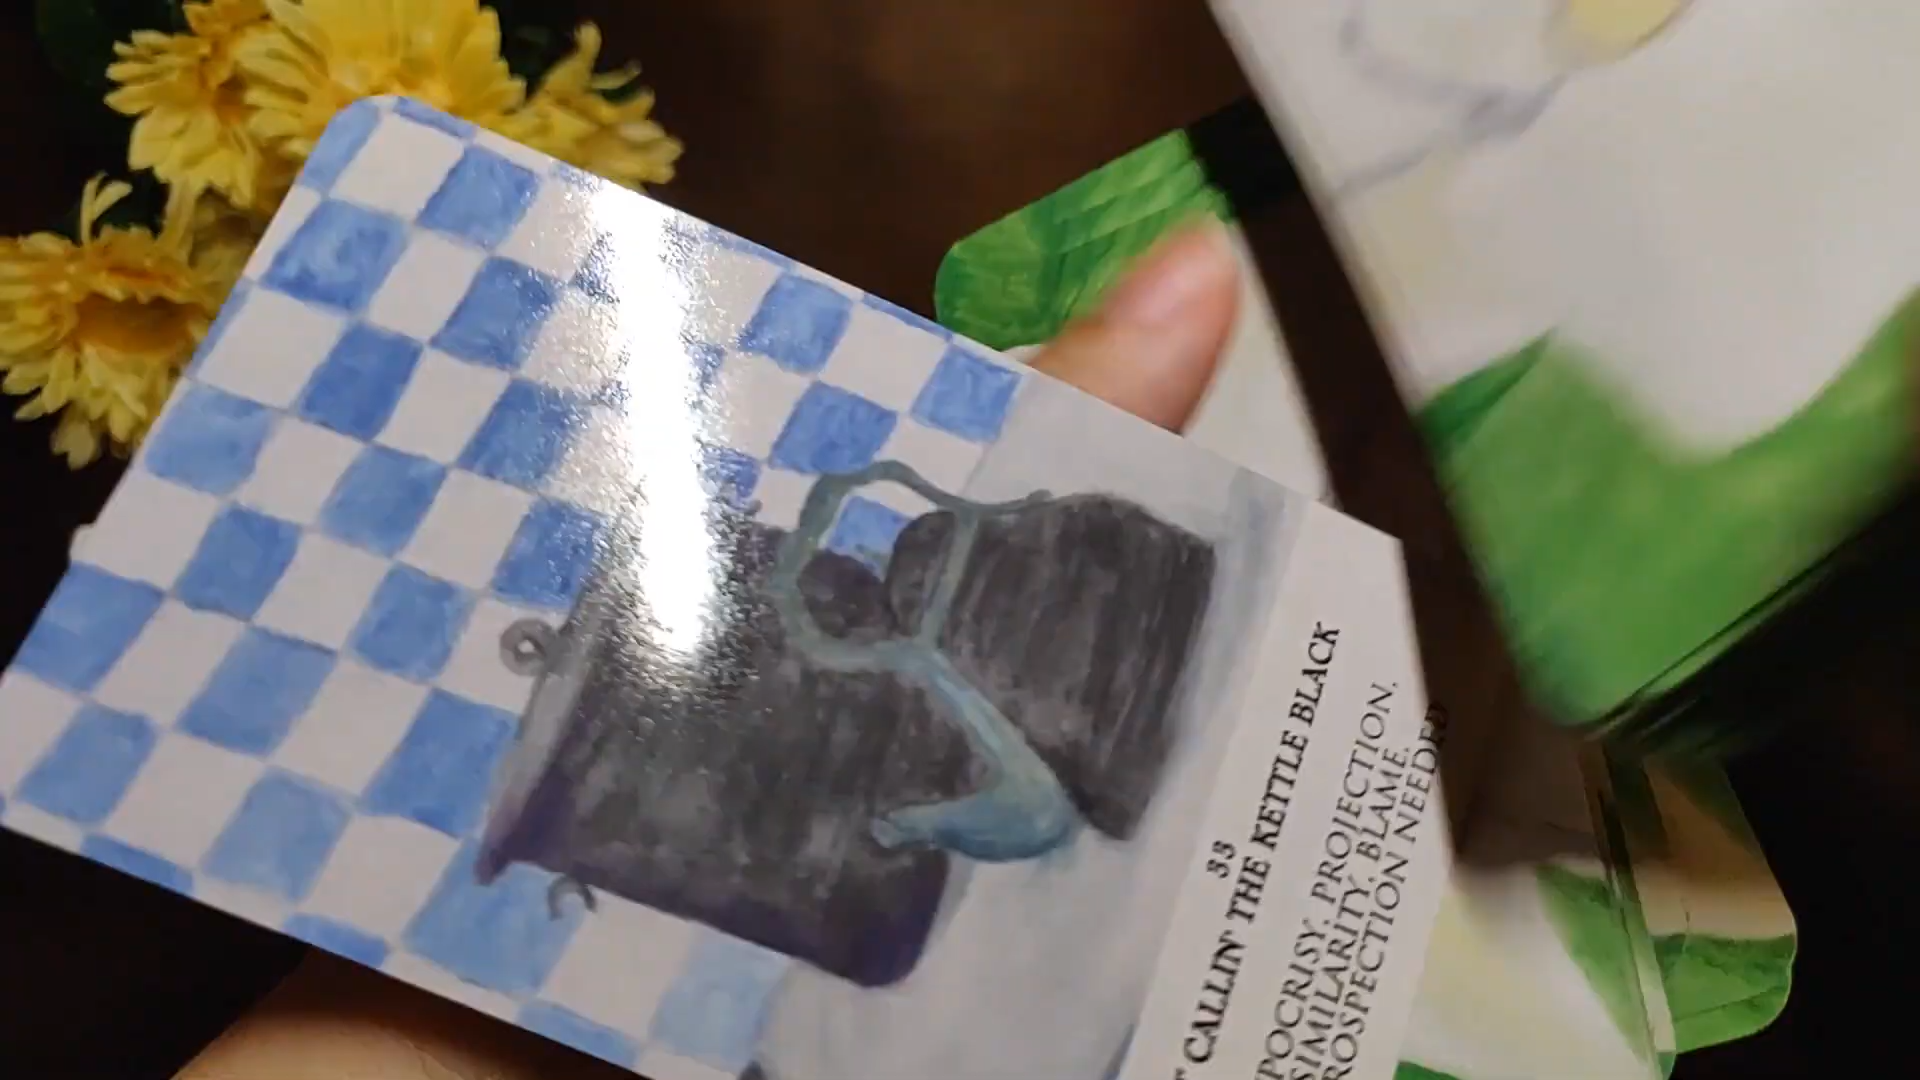 33
T CALLIN' THE KETTLE BLACK
POCRISY. PROJECTION.
SIMILARITY. BLAME.
ROSPECTION NEEDED